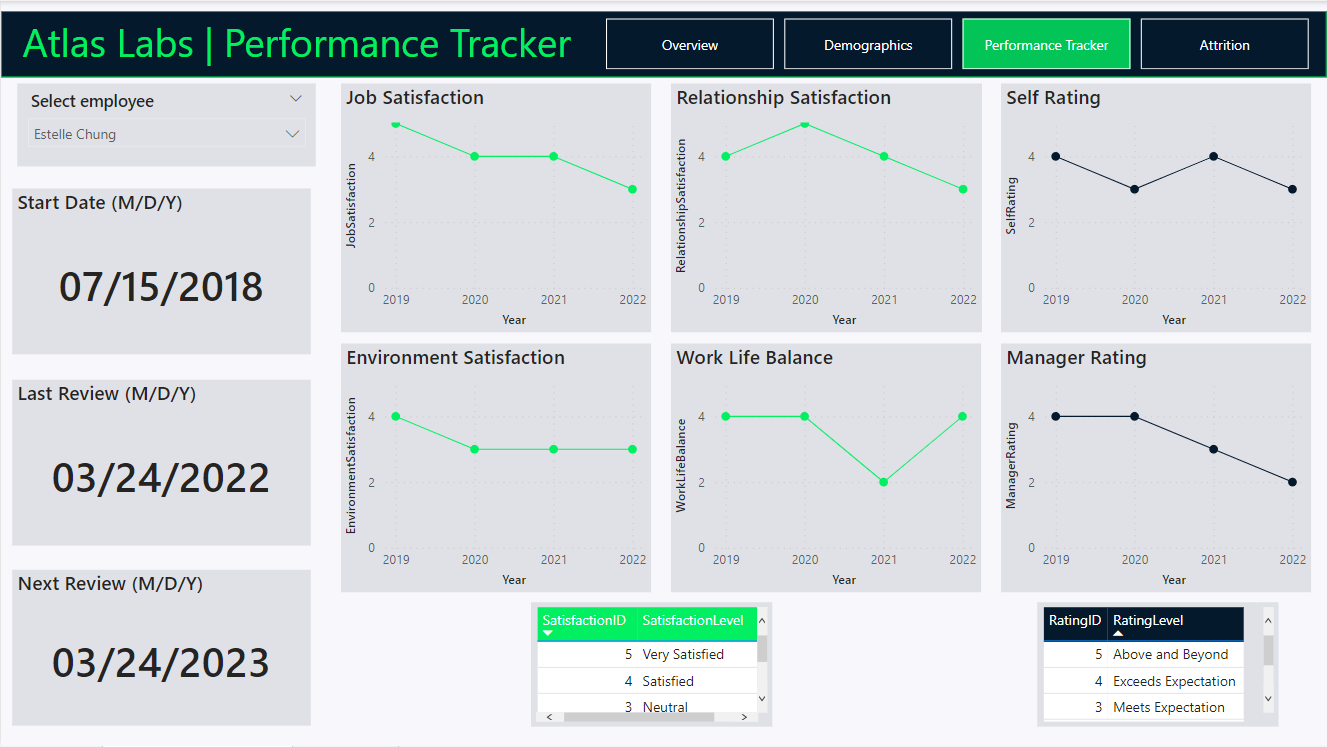 Atlas Labs | Performance Tracker
Overview
Demographics
Performance Tracker
Attrition
Select employee
Estelle Chung
Start Date (M/D/Y)
07/15/2018
Last Review (M/D/Y)
03/24/2022
Next Review (M/D/Y)
03/24/2023
Job Satisfaction
JobSatisfaction
4
2
0
2019 2020 2021 2022
Year
Relationship Satisfaction
RelationshipSatisfaction
4
2
0
2019 2020 2021 2022
Year
Self Rating
SelfRating
4
2
0
2019 2020 2021 2022
Year
Environment Satisfaction
EnvironmentSatisfaction
4
2
0
2019 2020 2021 2022
Year
Work Life Balance
WorkLifeBalance
4
2
0
2019 2020 2021 2022
Year
Manager Rating
ManagerRating
4
2
0
2019 2020 2021 2022
Year
SatisfactionID SatisfactionLevel
5 Very Satisfied
4 Satisfied
3 Neutral
RatingID RatingLevel
5 Above and Beyond
4 Exceeds Expectation
3 Meets Expectation